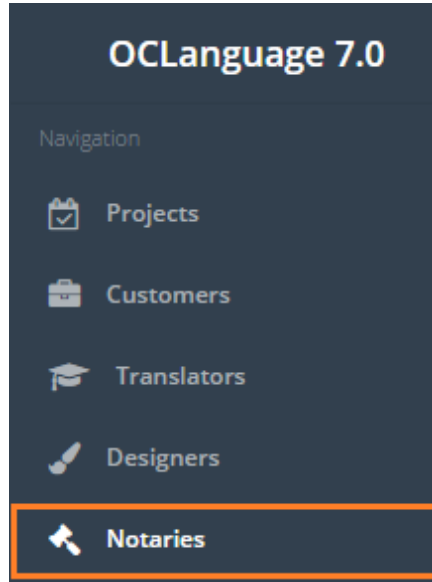 OCLanguage 7.0
Navigation
Projects
Customers
Translators
Designers
Notaries